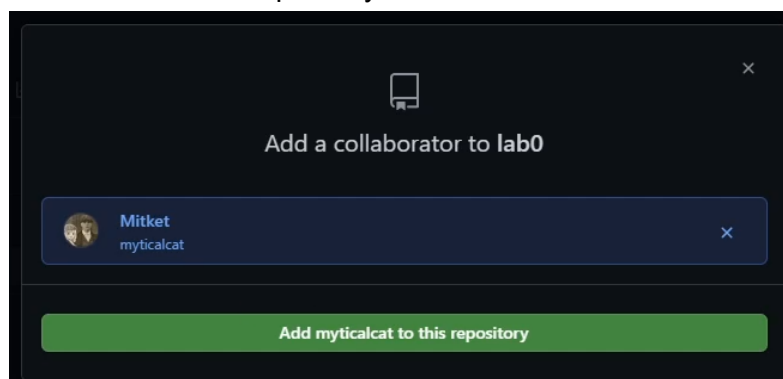 Add a collaborator to lab0
Mitket
myticalcat
Add myticalcat to this repository